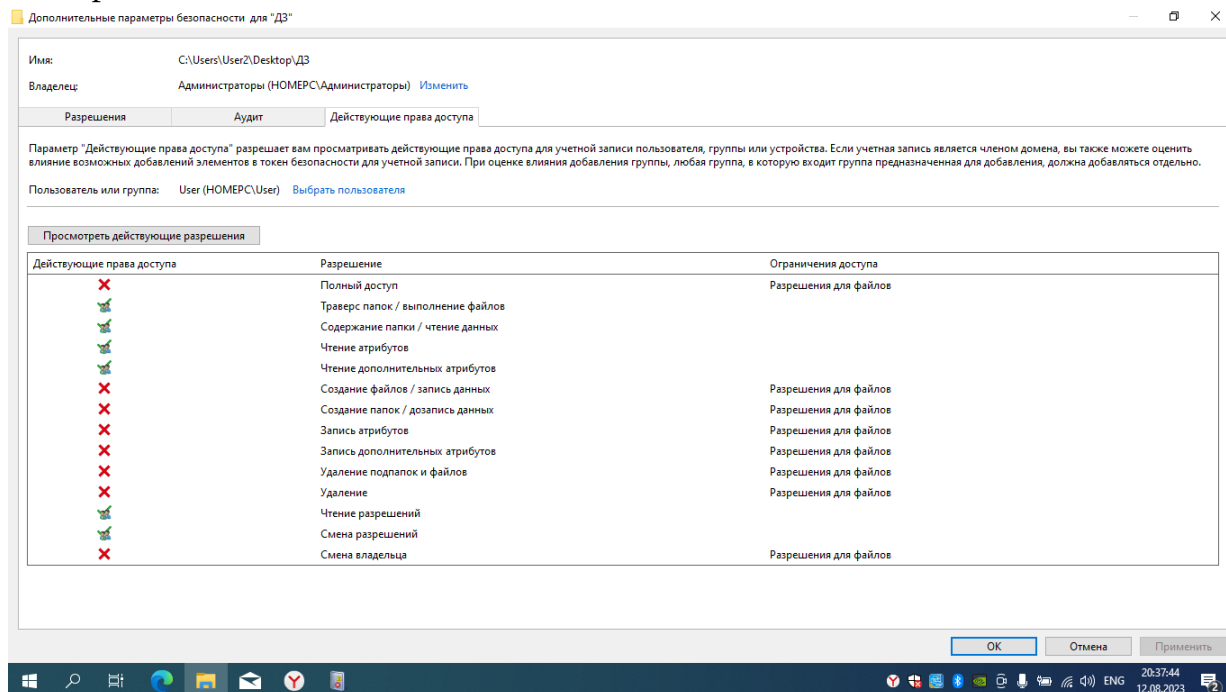 Дополнительные параметры безопасности для "ДЗ"
Имя: C:\Users\User2\Desktop\ДЗ
Владелец: Администраторы (HOMEPC\Администраторы) Изменить
Разрешения Аудит Действующие права доступа
Параметр "Действующие права доступа" разрешает вам просматривать действующие права доступа для учетной записи пользователя, группы или устройства. Если учетная запись является членом домена, вы также можете оценить
влияние возможных добавлений элементов в токен безопасности для учетной записи. При оценке влияния добавления группы, любая группа, в которую входит группа предназначенная для добавления, должна добавляться отдельно.
Пользователь или группа: User (HOMEPC\User) Выбрать пользователя
Просмотреть действующие разрешения
Действующие права доступа Разрешение Ограничения доступа
Полный доступ Разрешения для файлов
Траверс папок / выполнение файлов
Содержание папки / чтение данных
Чтение атрибутов
Чтение дополнительных атрибутов
Создание файлов / запись данных Разрешения для файлов
Создание папок / дозапись данных Разрешения для файлов
Запись атрибутов Разрешения для файлов
Запись дополнительных атрибутов Разрешения для файлов
Удаление подпапок и файлов Разрешения для файлов
Удаление Разрешения для файлов
Чтение разрешений
Смена разрешений
Смена владельца Разрешения для файлов
ОК Отмена Применить
ENG 20:37:44
12.08.2023 2